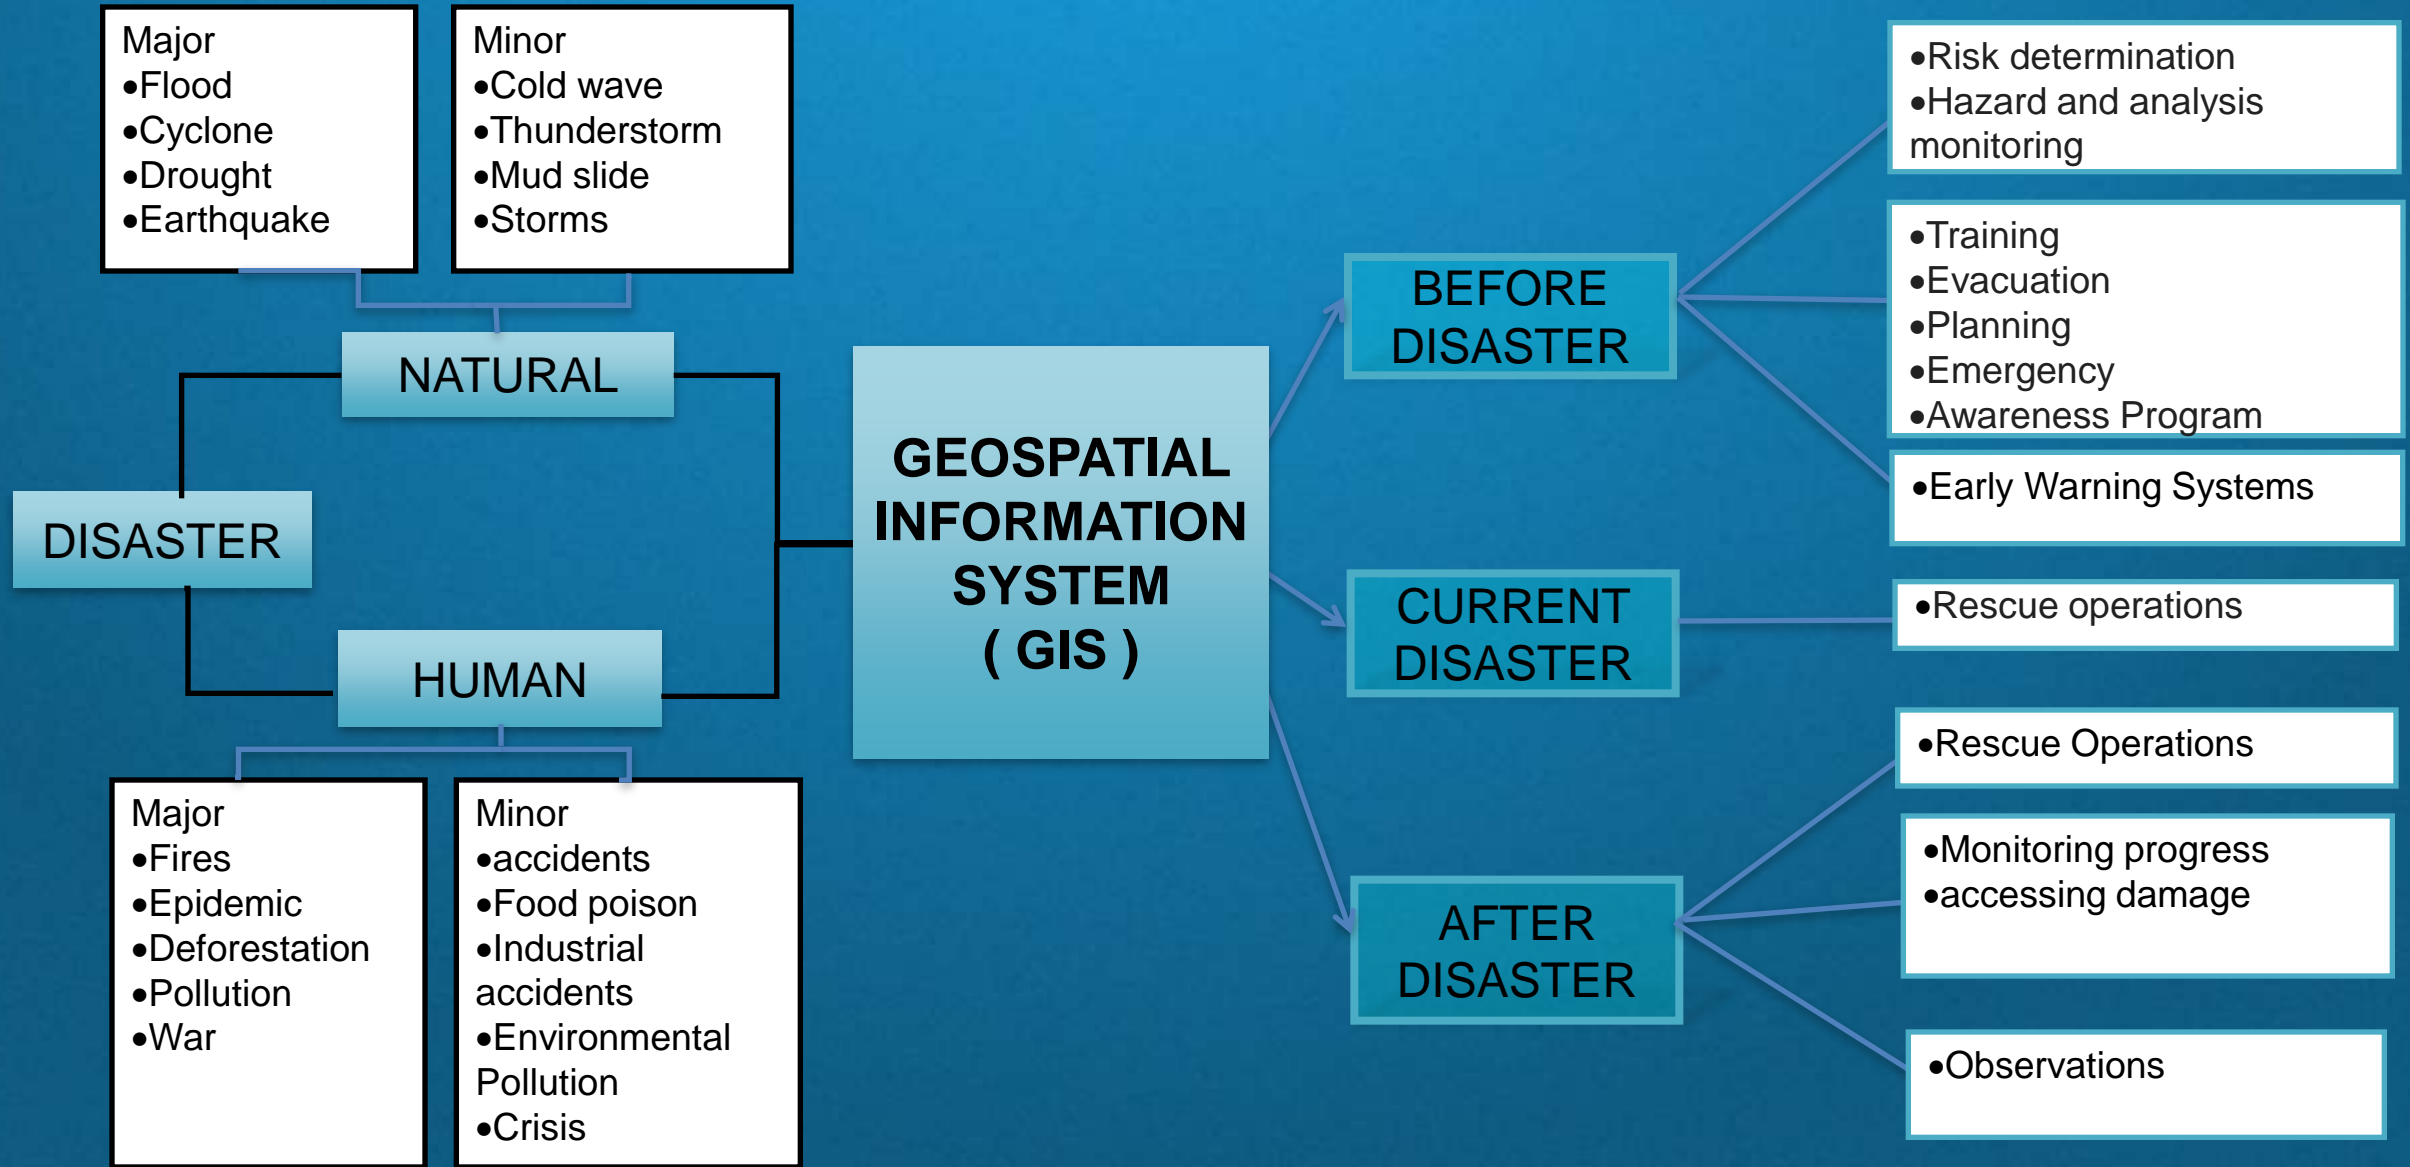 Major
•Flood
•Cyclone
•Drought
•Earthquake
Minor
•Cold wave
•Thunderstorm
•Mud slide
•Storms
NATURAL
DISASTER
HUMAN
Major
•Fires
•Epidemic
•Deforestation
•Pollution
•War
Minor
•accidents
•Food poison
•Industrial
accidents
•Environmental
Pollution
•Crisis
GEOSPATIAL
INFORMATION
SYSTEM
( GIS )
BEFORE
DISASTER
•Risk determination
•Hazard and analysis
monitoring
•Training
•Evacuation
•Planning
•Emergency
•Awareness Program
•Early Warning Systems
CURRENT
DISASTER
•Rescue operations
AFTER
DISASTER
•Rescue Operations
•Monitoring progress
•accessing damage
•Observations